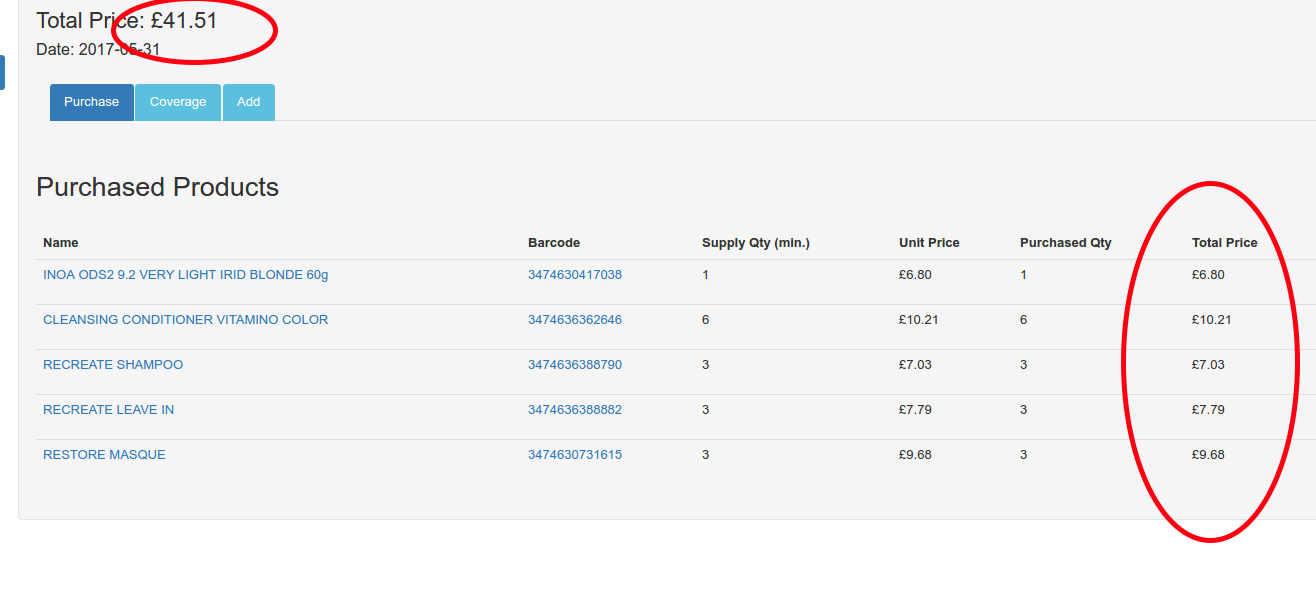 Total Price: £41.51
Date: 2017-05-31
Purchase Coverage Add
Purchased Products
Name Barcode Supply Qty (min.) Unit Price Purchased Qty Total Price
INOA ODS2 9.2 VERY LIGHT IRID BLONDE 60g 3474630417038 1 £6.80 1 £6.80
CLEANSING CONDITIONER VITAMINO COLOR 3474636362646 6 £10.21 6 £10.21
RECREATE SHAMPOO 3474636388790 3 £7.03 3 £7.03
RECREATE LEAVE IN 3474636388882 3 £7.79 3 £7.79
RESTORE MASQUE 3474630731615 3 £9.68 3 £9.68